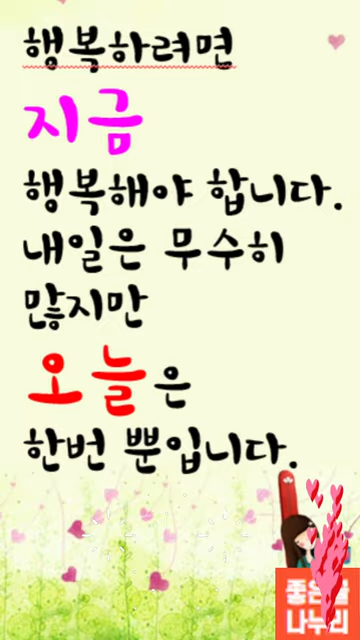 행복하려면
지금
행복해야 합니다.
내일은 무수히
많지만
오늘은
한번 뿐입니다.
좋은글
나누리